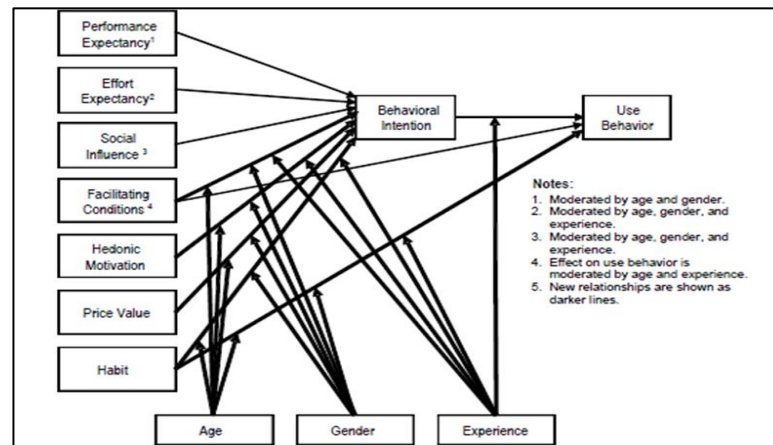 Performance
Expectancy¹
Effort
Expectancy²
Social
Influence ³
Facilitating
Conditions ⁴
Hedonic
Motivation
Price Value
Habit
Behavioral
Intention
Use
Behavior
Notes:
1. Moderated by age and gender.
2. Moderated by age, gender, and
experience.
3. Moderated by age, gender, and
experience.
4. Effect on use behavior is
moderated by age and experience.
5. New relationships are shown as
darker lines.
Age
Gender
Experience